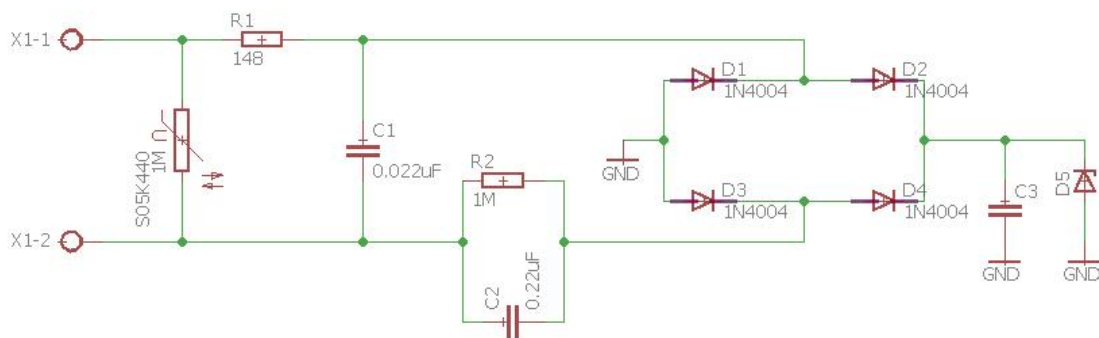 X1-1
R1
148
S05K440
1M
C1
0.022uF
X1-2
R2
1M
C2
0.22uF
D1
1N4004
D2
1N4004
GND
D3
1N4004
D4
1N4004
C3
GND
D5
GND